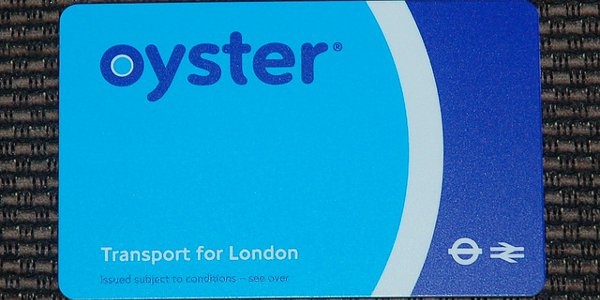 oyster®
Transport for London
Issued subject to conditions – see over